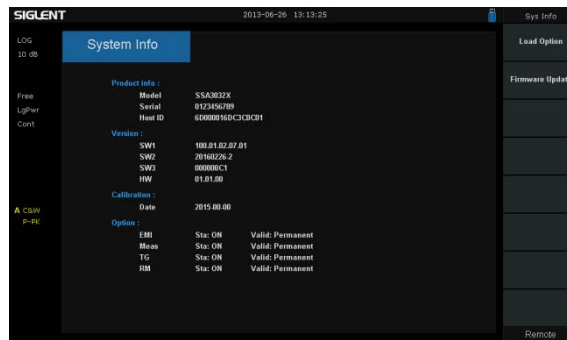 SIGLENT 2013-06-26 13:13:25 Sys Info
LOG
10 dB
System Info
Load Option
Product info :
Firmware Updat
Free
Model SSA3032X
LgPwr
Serial 0123456789
Cont
Host ID 6D000016DC3CDC01
Version :
SW1 100.01.02.07.01
SW2 20160226-2
SW3 000000C1
HW 01.01.00
Calibration :
A C&W
Date 2015-00-00
P-PK
Option :
EMI Sta: ON Valid: Permanent
Meas Sta: ON Valid: Permanent
TG Sta: ON Valid: Permanent
RM Sta: ON Valid: Permanent
Remote